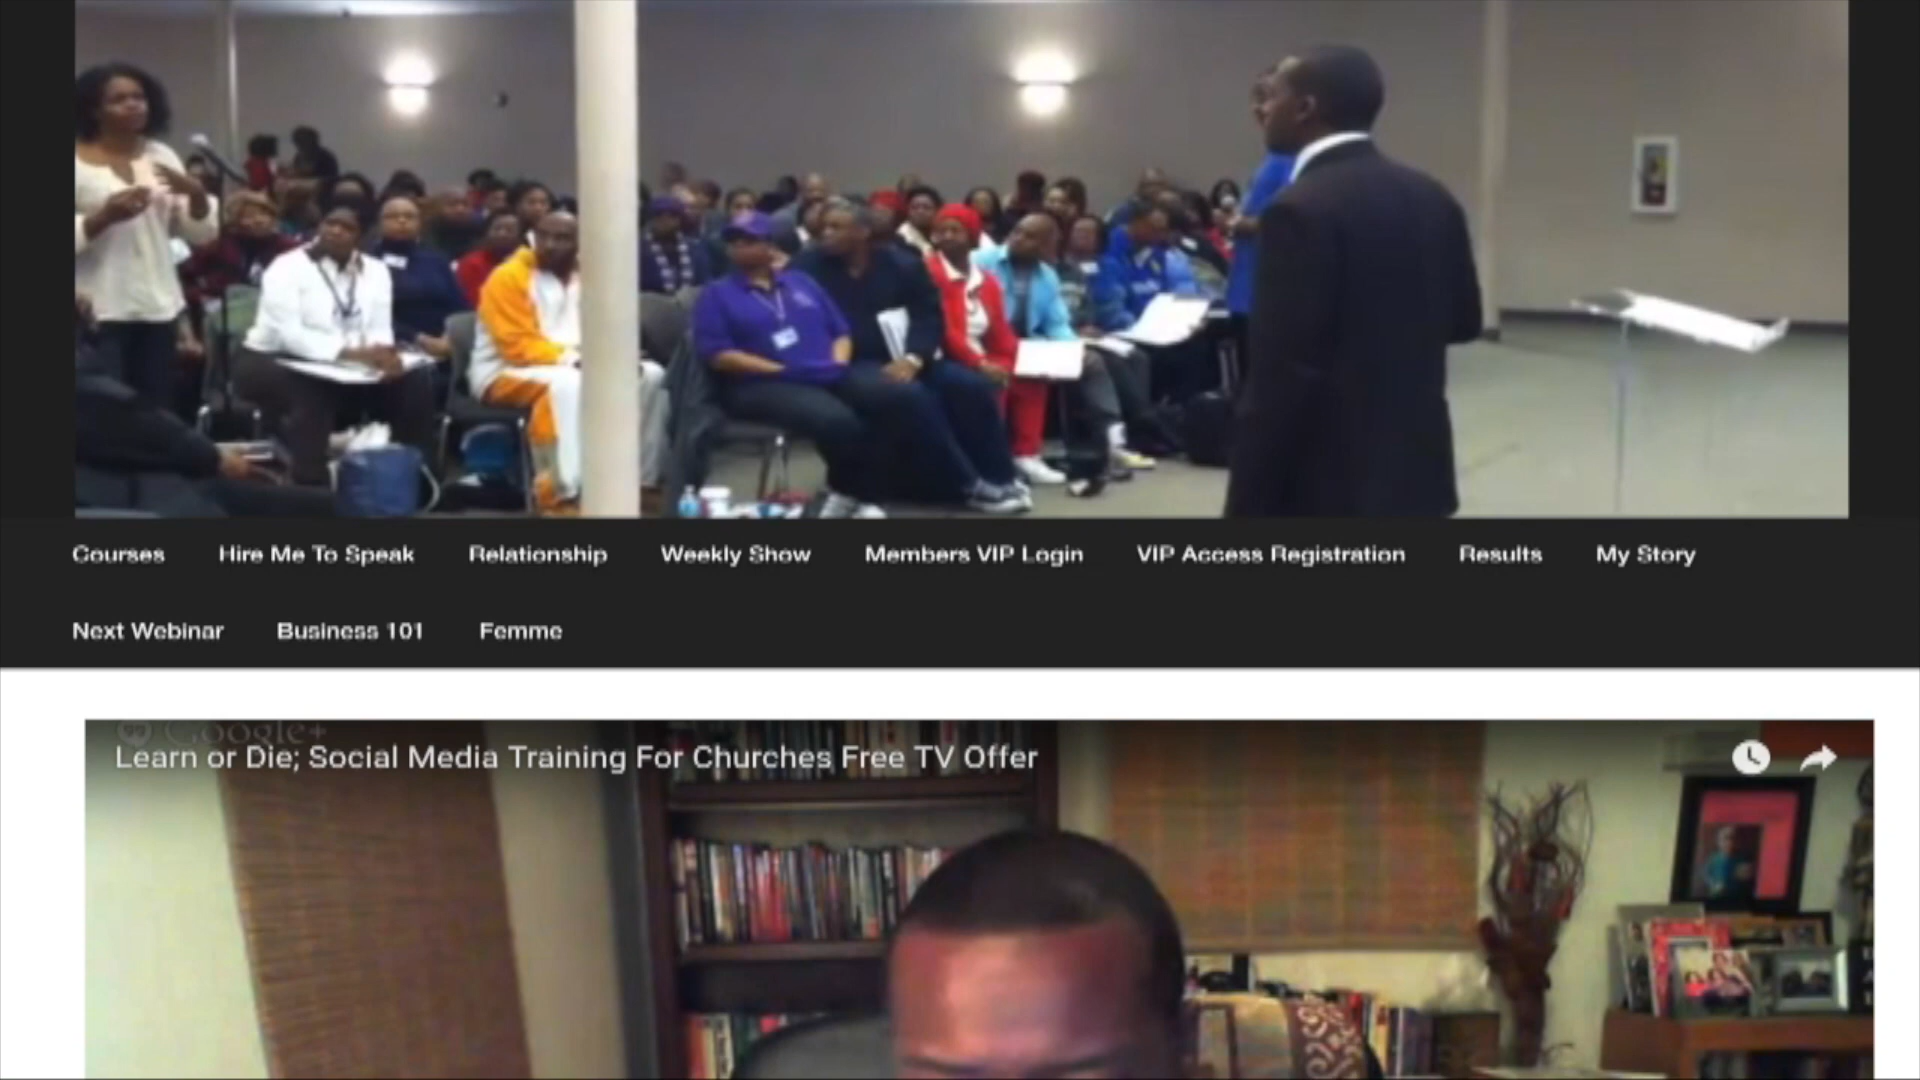 Courses Hire Me To Speak Relationship Weekly Show Members VIP Login VIP Access Registration Results My Story
Next Webinar Business 101 Femme
Google+
Learn or Die; Social Media Training For Churches Free TV Offer